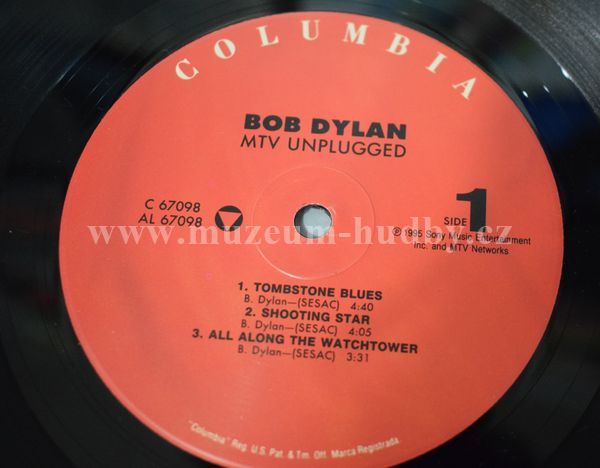 COLUMBIA
BOB DYLAN
MTV UNPLUGGED
C 67098
AL 67098
SIDE 1
℗ 1995 Sony Music Entertainment
Inc. and MTV Networks
www.muzeum-hudby.cz
1. TOMBSTONE BLUES
B. Dylan—(SESAC) 4:40
2. SHOOTING STAR
B. Dylan—(SESAC) 4:05
3. ALL ALONG THE WATCHTOWER
B. Dylan—(SESAC) 3:31
"Columbia" Reg. U.S. Pat. & Tm. Off. Marca Registrada.